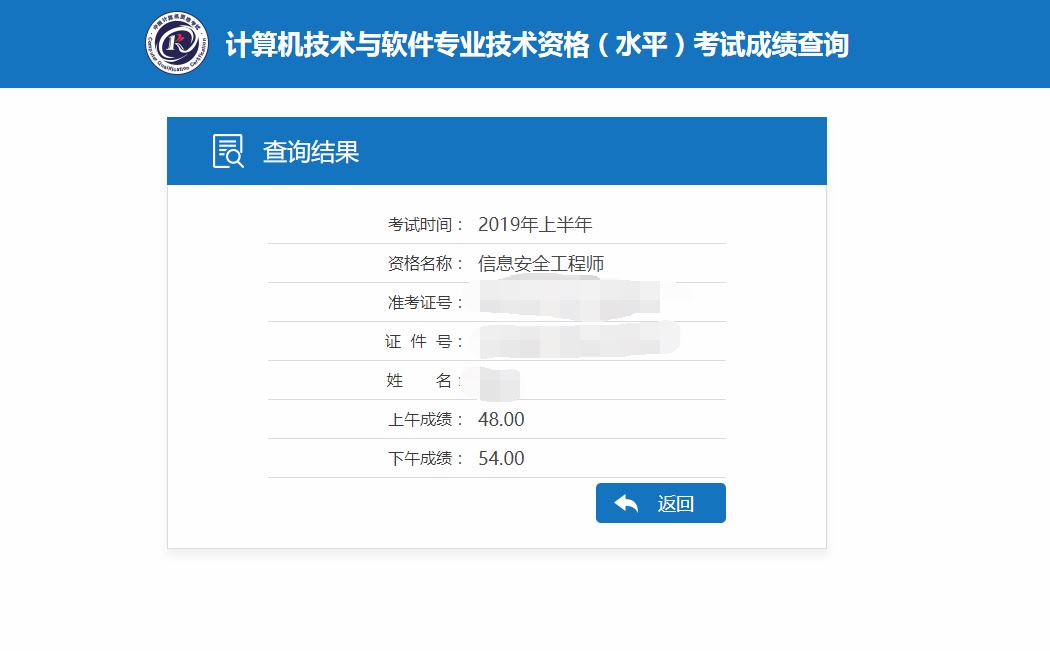 计算机技术与软件专业技术资格（水平）考试成绩查询
查询结果
考试时间： 2019年上半年
资格名称： 信息安全工程师
准考证号：
证 件 号：
姓 名：
上午成绩： 48.00
下午成绩： 54.00
返回